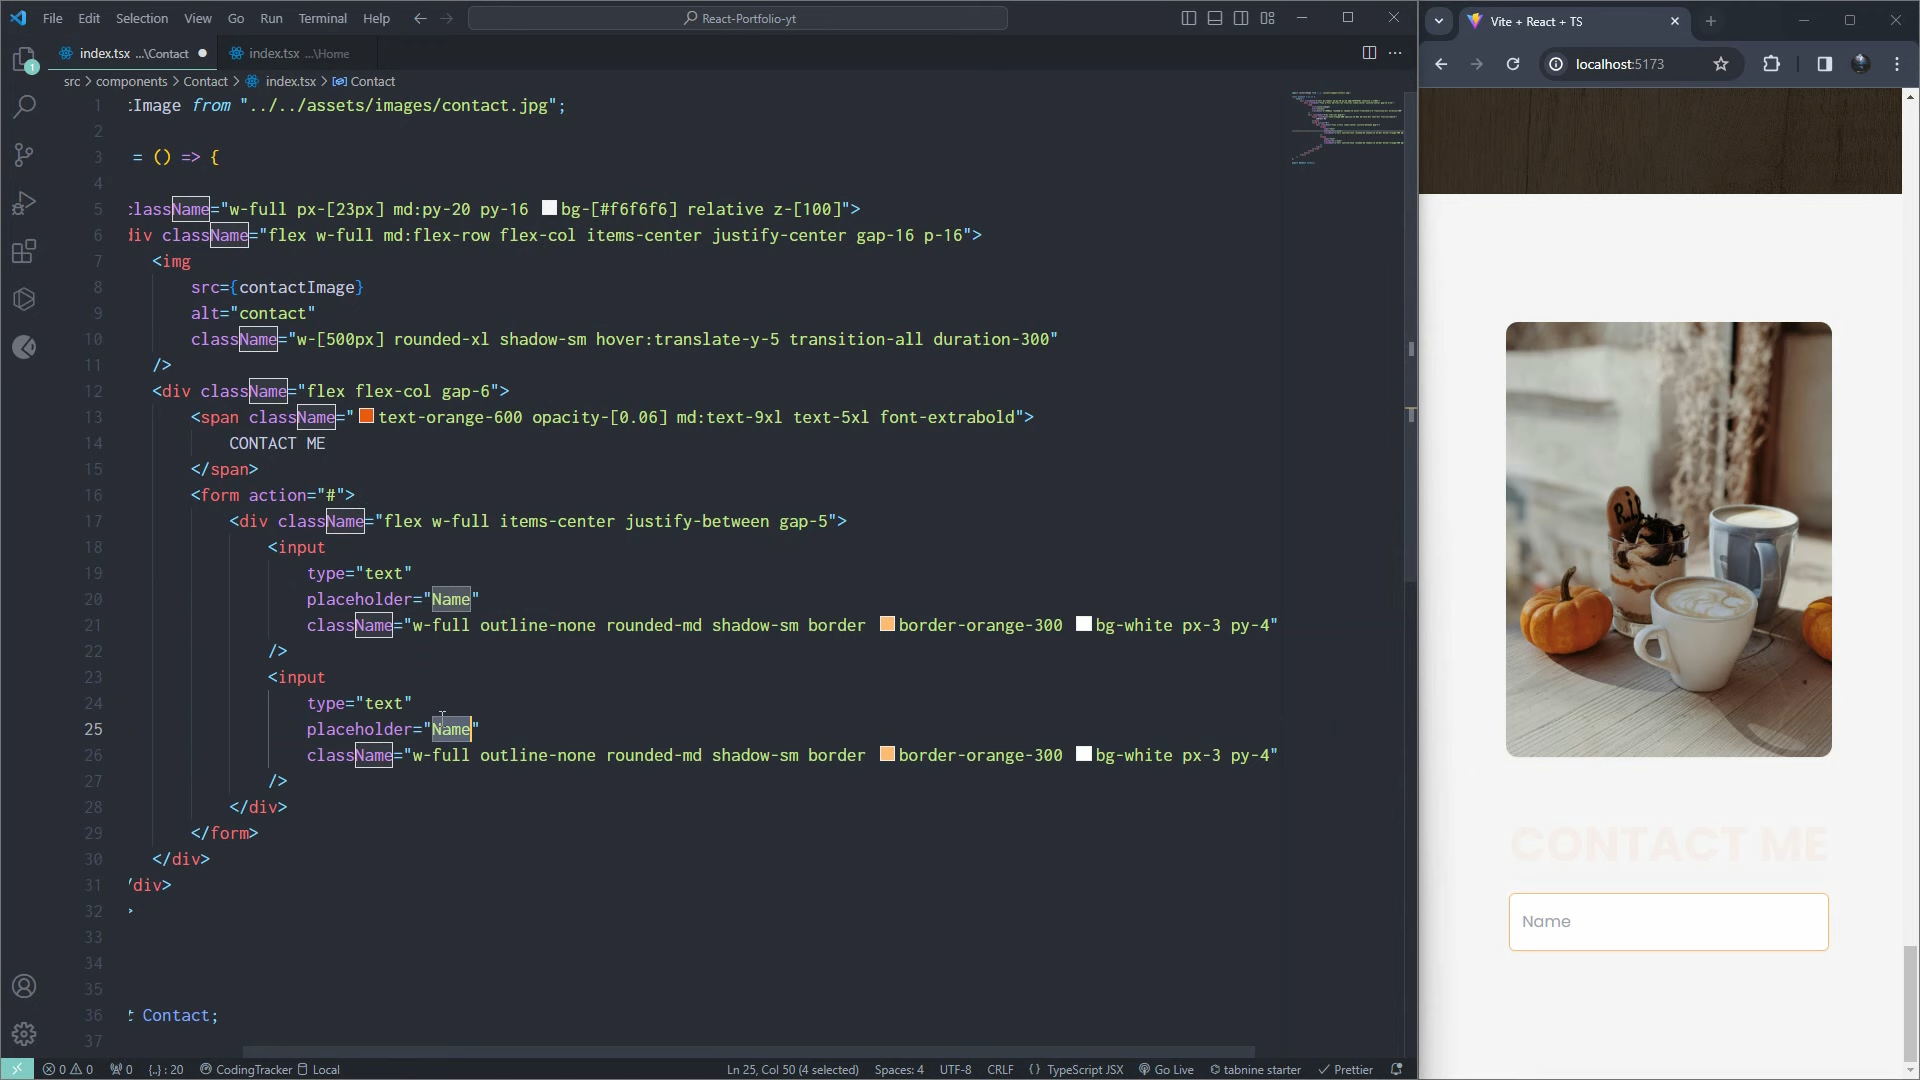 File Edit Selection View Go Run Terminal Help
React-Portfolio-yt
index.tsx ...\Contact
index.tsx ...\Home
src > components > Contact > index.tsx > Contact
1 tImage from "../../assets/images/contact.jpg";
2
3 = () => {
4
5 className="w-full px-[23px] md:py-20 py-16 bg-[#f6f6f6] relative z-[100]">
6 div className="flex w-full md:flex-row flex-col items-center justify-center gap-16 p-16">
7 <img
8 src={contactImage}
9 alt="contact"
10 className="w-[500px] rounded-xl shadow-sm hover:translate-y-5 transition-all duration-300"
11 />
12 <div className="flex flex-col gap-6">
13 <span className="text-orange-600 opacity-[0.06] md:text-9xl text-5xl font-extrabold">
14 CONTACT ME
15 </span>
16 <form action="#">
17 <div className="flex w-full items-center justify-between gap-5">
18 <input
19 type="text"
20 placeholder="Name"
21 className="w-full outline-none rounded-md shadow-sm border border-orange-300 bg-white px-3 py-4"
22 />
23 <input
24 type="text"
25 placeholder="Name"
26 className="w-full outline-none rounded-md shadow-sm border border-orange-300 bg-white px-3 py-4"
27 />
28 </div>
29 </form>
30 </div>
31 /div>
32 >
33
34
35
36 t Contact;
37
1
0 0 0 {..} : 20 CodingTracker Local Ln 25, Col 50 (4 selected) Spaces: 4 UTF-8 CRLF {} TypeScript JSX Go Live tabnine starter Prettier
Vite + React + TS
localhost:5173
CONTACT ME
Name